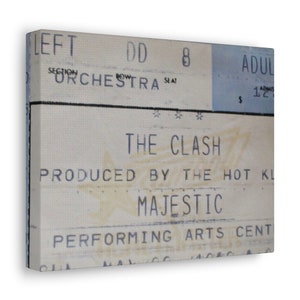 LEFT DD 8 ADUL
SECTION ROW SEAT
ORCHESTRA
$ 12
THE CLASH
PRODUCED BY THE HOT KL
MAJESTIC
PERFORMING ARTS CENT